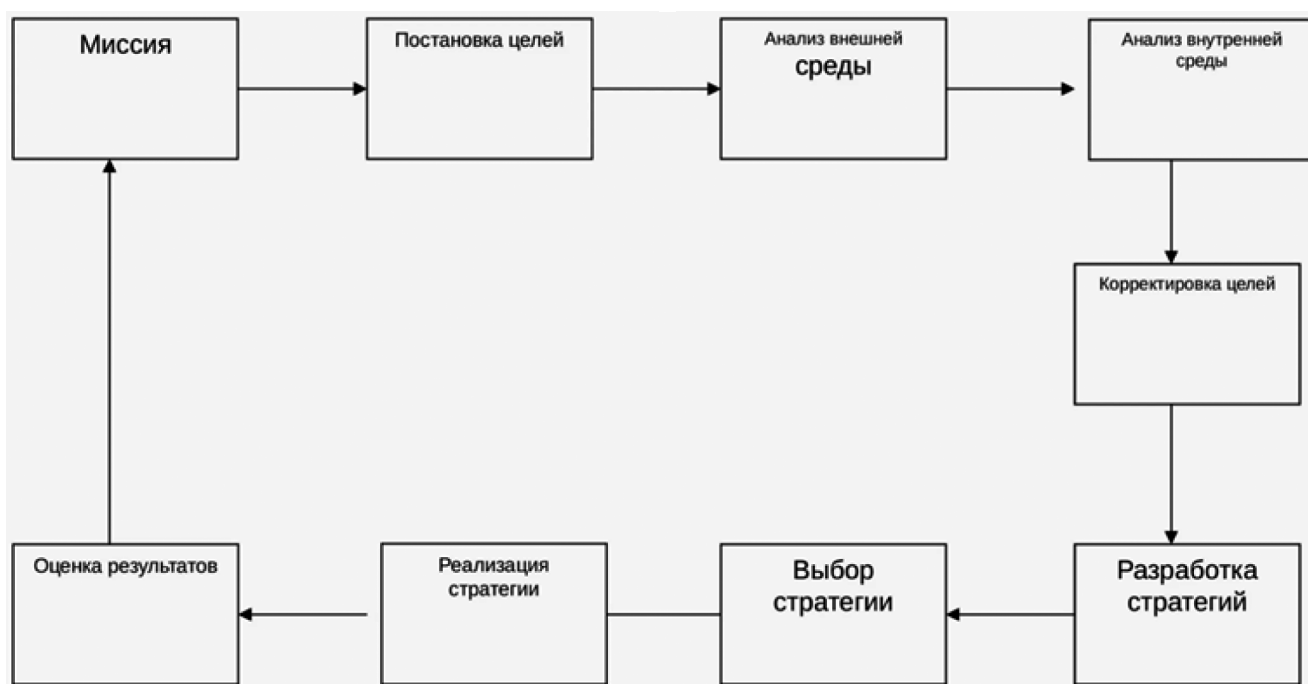 Миссия
Постановка целей
Анализ внешней
среды
Анализ внутренней
среды
Корректировка целей
Разработка
стратегий
Выбор
стратегии
Реализация
стратегии
Оценка результатов